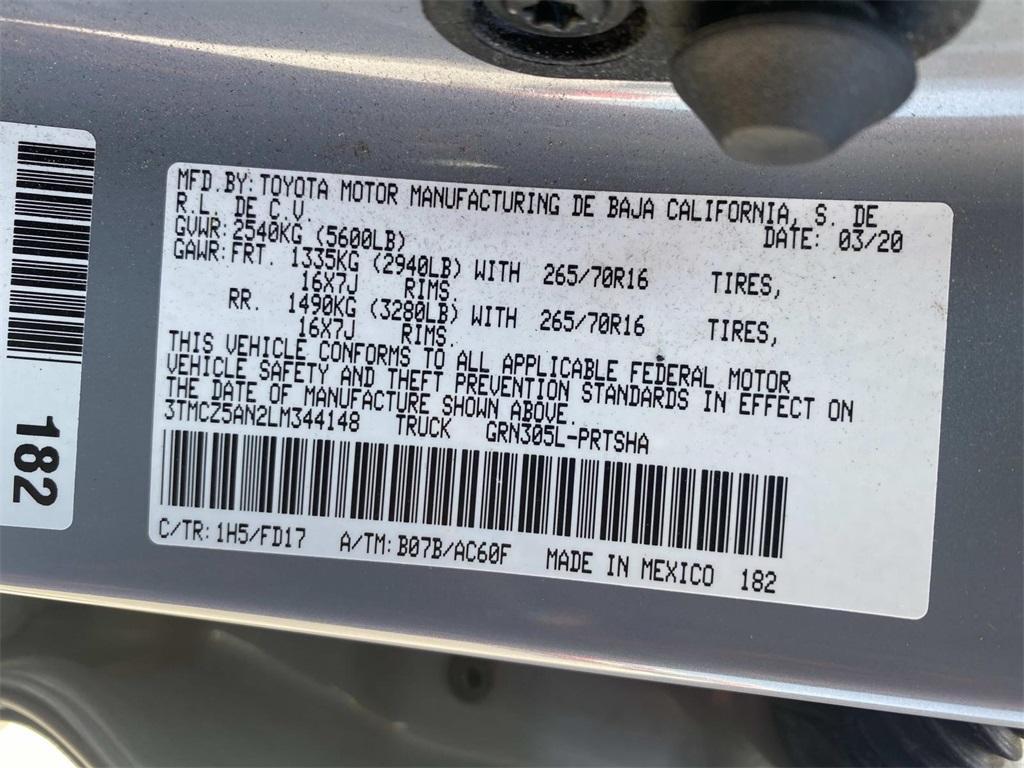 MFD.BY: TOYOTA MOTOR MANUFACTURING DE BAJA CALIFORNIA, S. DE
R.L. DE C.V. DATE: 03/20
GVWR: 2540KG (5600LB)
GAWR: FRT. 1335KG (2940LB) WITH 265/70R16 TIRES,
16X7J RIMS.
RR. 1490KG (3280LB) WITH 265/70R16 TIRES,
16X7J RIMS.
THIS VEHICLE CONFORMS TO ALL APPLICABLE FEDERAL MOTOR
VEHICLE SAFETY AND THEFT PREVENTION STANDARDS IN EFFECT ON
THE DATE OF MANUFACTURE SHOWN ABOVE.
3TMCZ5AN2LM344148 TRUCK GRN305L-PRTSHA
C/TR: 1H5/FD17 A/TM: B07B/AC60F MADE IN MEXICO 182
182